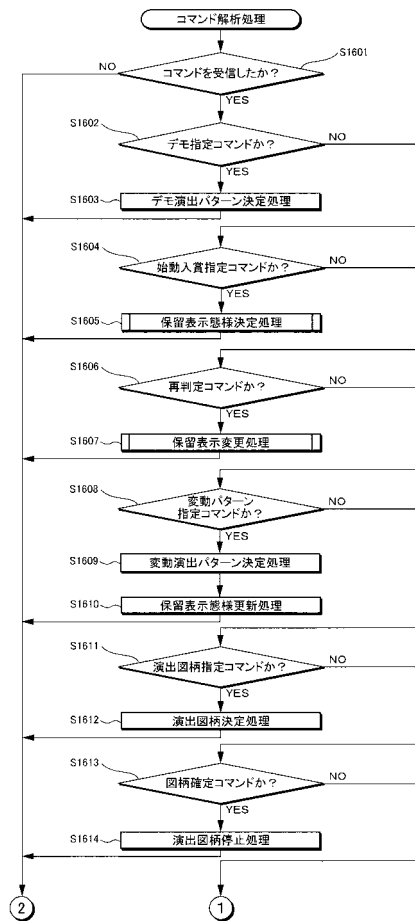 コマンド解析処理
S1601
コマンドを受信したか?
NO
YES
S1602
デモ指定コマンドか?
NO
YES
S1603
デモ演出パターン決定処理
S1604
始動入賞指定コマンドか?
NO
YES
S1605
保留表示態様決定処理
S1606
再判定コマンドか?
NO
YES
S1607
保留表示変更処理
S1608
変動パターン
指定コマンドか?
NO
YES
S1609
変動演出パターン決定処理
S1610
保留表示態様更新処理
S1611
演出図柄指定コマンドか?
NO
YES
S1612
演出図柄決定処理
S1613
図柄確定コマンドか?
NO
YES
S1614
演出図柄停止処理
2
1